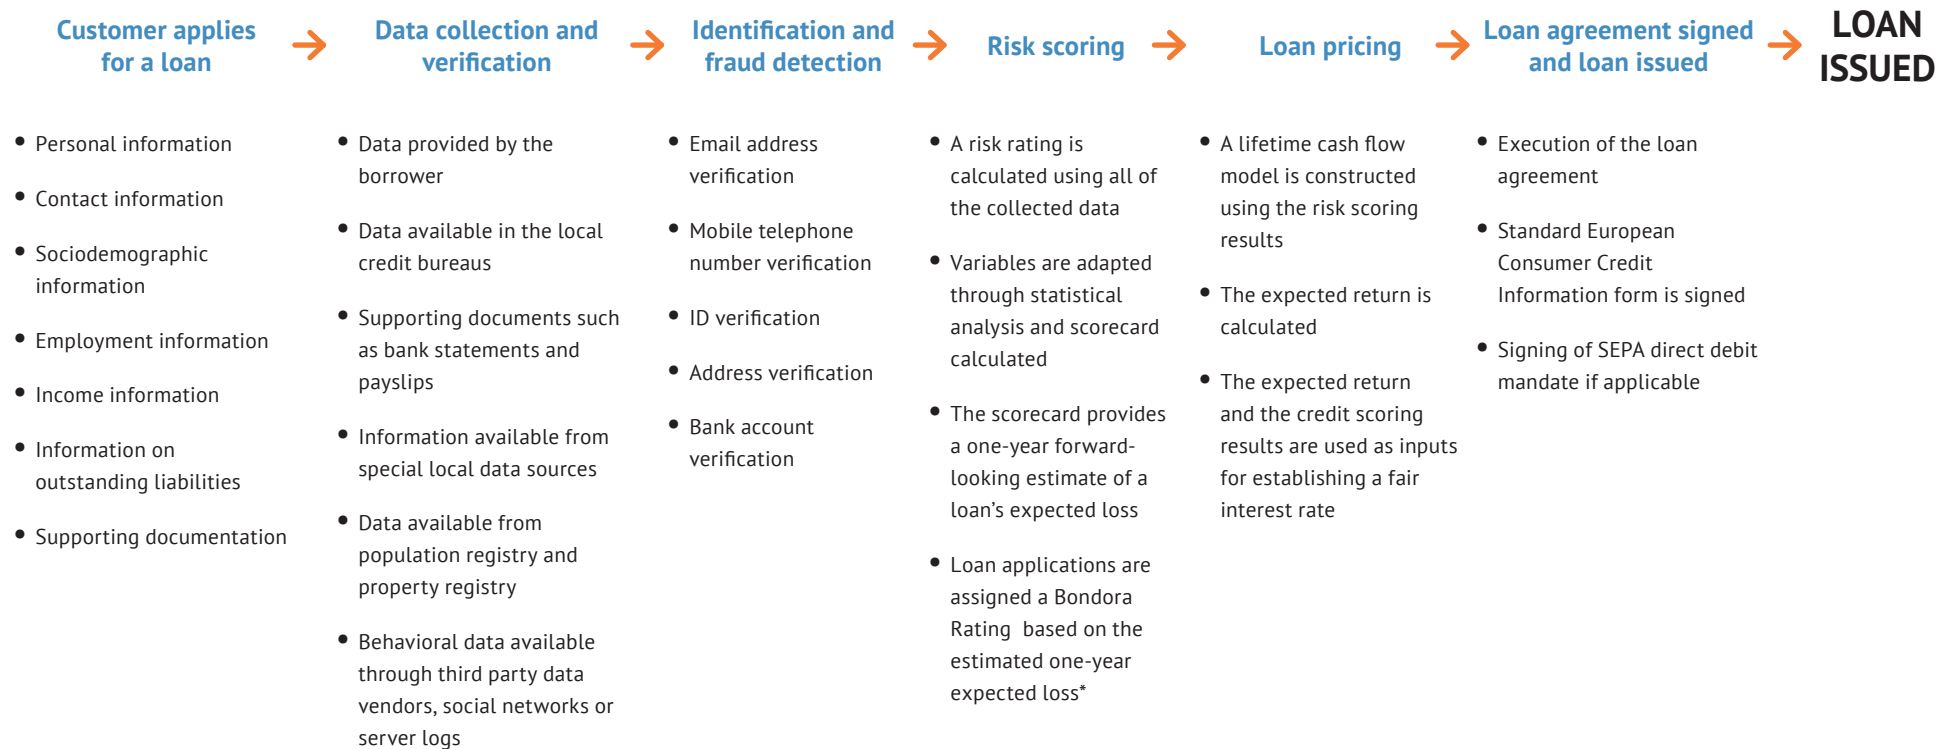 Customer applies
for a loan
Data collection and
verification
Identification and
fraud detection
Risk scoring
Loan pricing
Loan agreement signed
and loan issued
LOAN
ISSUED
• Personal information
• Contact information
• Sociodemographic
information
• Employment information
• Income information
• Information on
outstanding liabilities
• Supporting documentation
• Data provided by the
borrower
• Data available in the local
credit bureaus
• Supporting documents such
as bank statements and
payslips
• Information available from
special local data sources
• Data available from
population registry and
property registry
• Behavioral data available
through third party data
vendors, social networks or
server logs
• Email address
verification
• Mobile telephone
number verification
• ID verification
• Address verification
• Bank account
verification
• A risk rating is
calculated using all of
the collected data
• Variables are adapted
through statistical
analysis and scorecard
calculated
• The scorecard provides
a one-year forward-
looking estimate of a
loan’s expected loss
• Loan applications are
assigned a Bondora
Rating  based on the
estimated one-year
expected loss*
• A lifetime cash flow
model is constructed
using the risk scoring
results
• The expected return is
calculated
• The expected return
and the credit scoring
results are used as inputs
for establishing a fair
interest rate
• Execution of the loan
agreement
• Standard European
Consumer Credit
Information form is signed
• Signing of SEPA direct debit
mandate if applicable